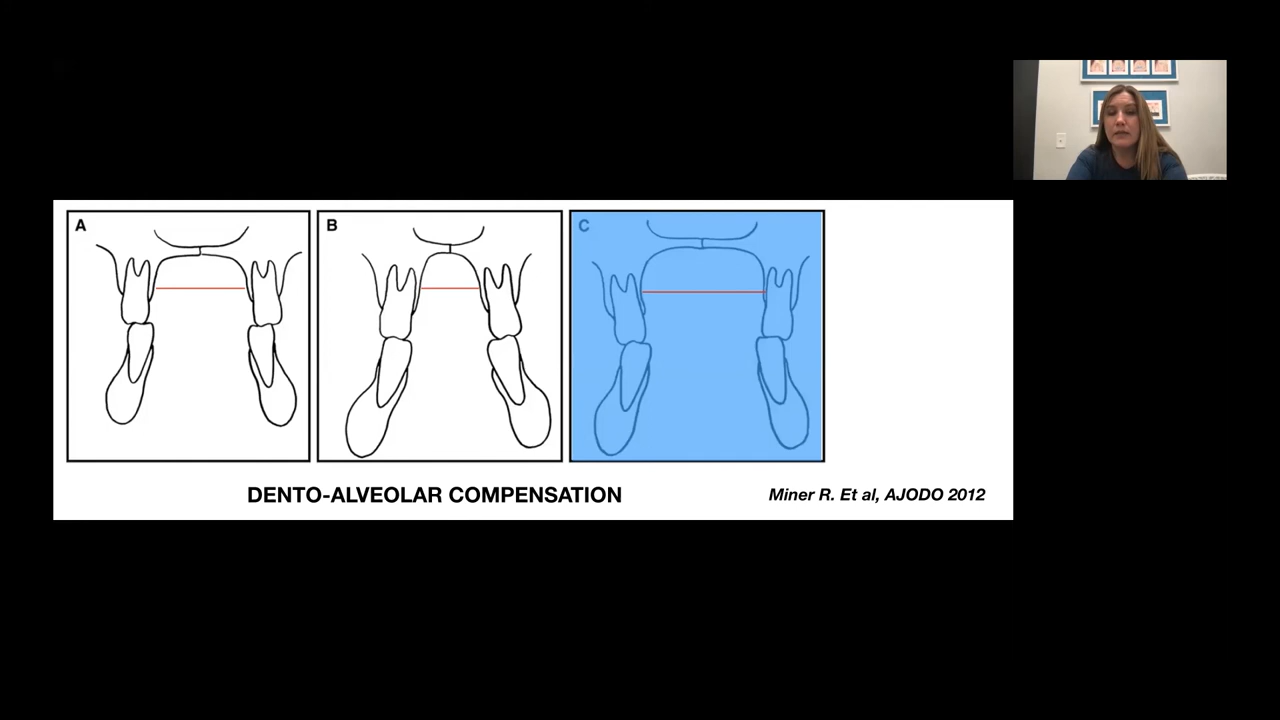 A
B
C
DENTO-ALVEOLAR COMPENSATION
Miner R. Et al, AJODO 2012